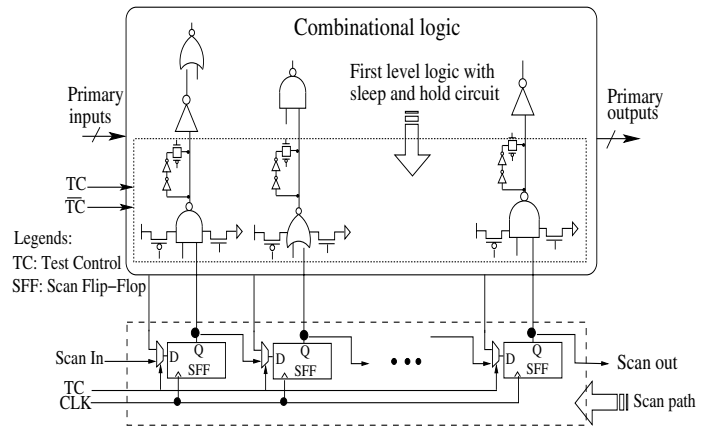 Combinational logic
First level logic with
sleep and hold circuit
Primary
inputs
Primary
outputs
TC
T̅C̅
Legends:
TC: Test Control
SFF: Scan Flip-Flop
Scan In
D
Q
SFF
D
Q
SFF
D
Q
SFF
Scan out
TC
CLK
Scan path